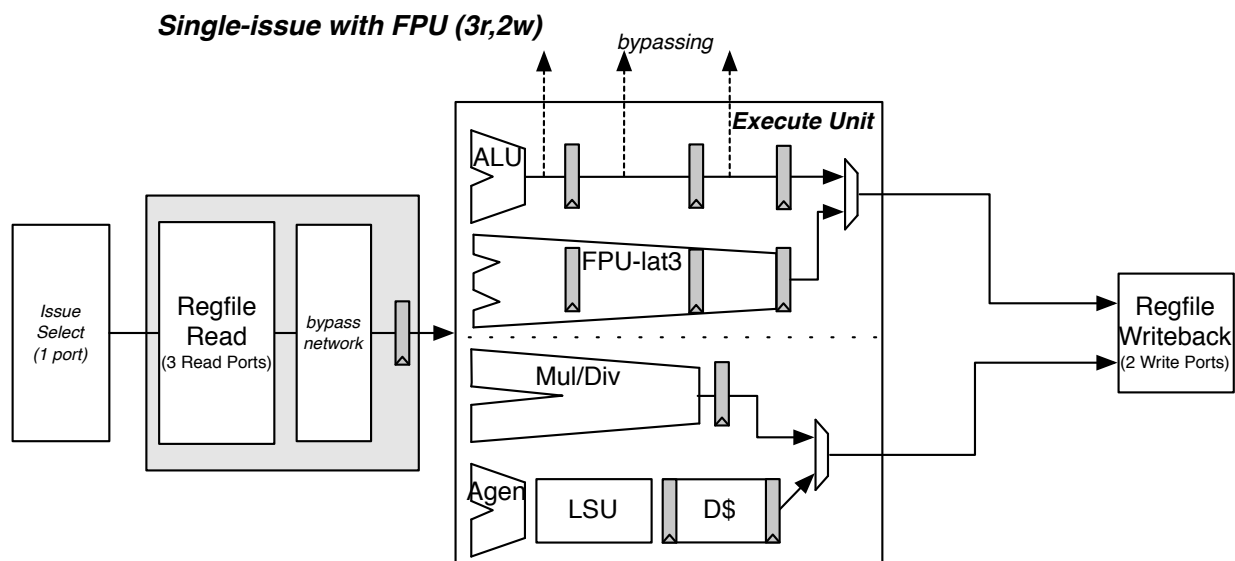 Single-issue with FPU (3r,2w)
bypassing
Execute Unit
ALU
FPU-lat3
Issue
Select
(1 port)
Regfile
Read
(3 Read Ports)
bypass
network
Mul/Div
Agen
LSU
D$
Regfile
Writeback
(2 Write Ports)